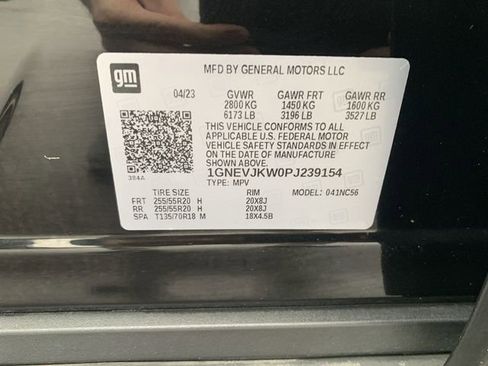 gm
MFD BY GENERAL MOTORS LLC
04/23 GVWR GAWR FRT GAWR RR
2800 KG 1450 KG 1600 KG
6173 LB 3196 LB 3527 LB
THIS VEHICLE CONFORMS TO ALL
APPLICABLE U.S. FEDERAL MOTOR
VEHICLE SAFETY STANDARDS IN EFFECT
ON THE DATE OF MANUFACTURE SHOWN ABOVE.
384A 1GNEVJKW0PJ239154
TYPE: MPV MODEL: 041NC56
TIRE SIZE RIM
FRT 255/55R20 H 20X8J
RR 255/55R20 H 20X8J
SPA T135/70R18 M 18X4.5B